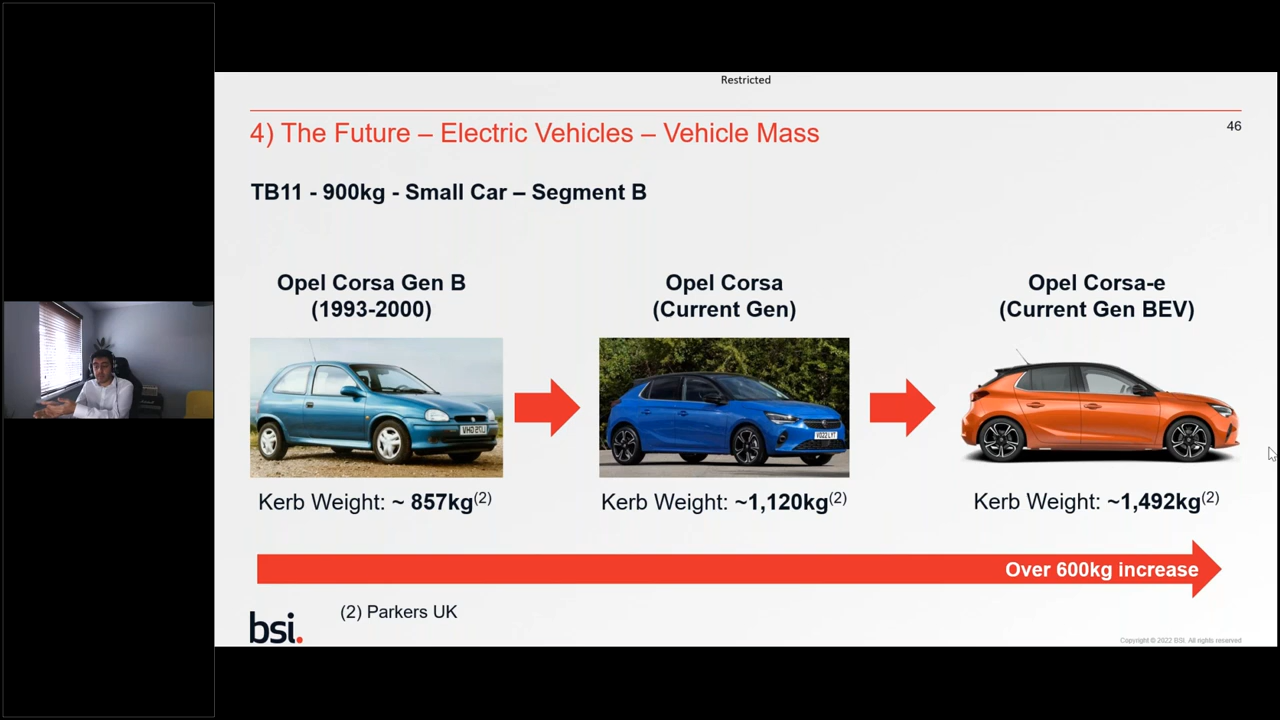 Restricted
4) The Future – Electric Vehicles – Vehicle Mass
46
TB11 - 900kg - Small Car – Segment B
Opel Corsa Gen B
(1993-2000)
Opel Corsa
(Current Gen)
Opel Corsa-e
(Current Gen BEV)
Kerb Weight: ~ 857kg(2)
Kerb Weight: ~1,120kg(2)
Kerb Weight: ~1,492kg(2)
Over 600kg increase
(2) Parkers UK
bsi.
Copyright © 2022 BSI. All rights reserved